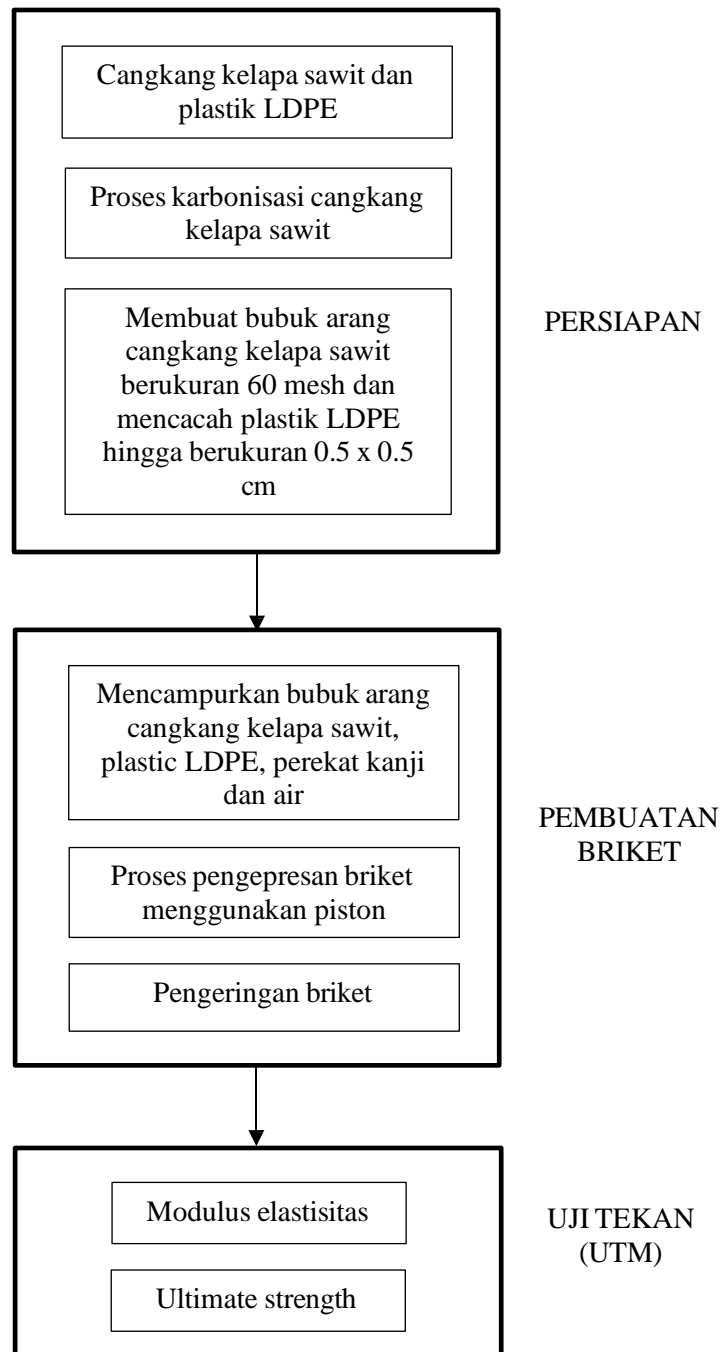 Cangkang kelapa sawit dan
plastik LDPE
Proses karbonisasi cangkang
kelapa sawit
Membuat bubuk arang
cangkang kelapa sawit
berukuran 60 mesh dan
mencacah plastik LDPE
hingga berukuran 0.5 x 0.5
cm
PERSIAPAN
Mencampurkan bubuk arang
cangkang kelapa sawit,
plastic LDPE, perekat kanji
dan air
Proses pengepresan briket
menggunakan piston
Pengeringan briket
PEMBUATAN
BRIKET
Modulus elastisitas
Ultimate strength
UJI TEKAN
(UTM)